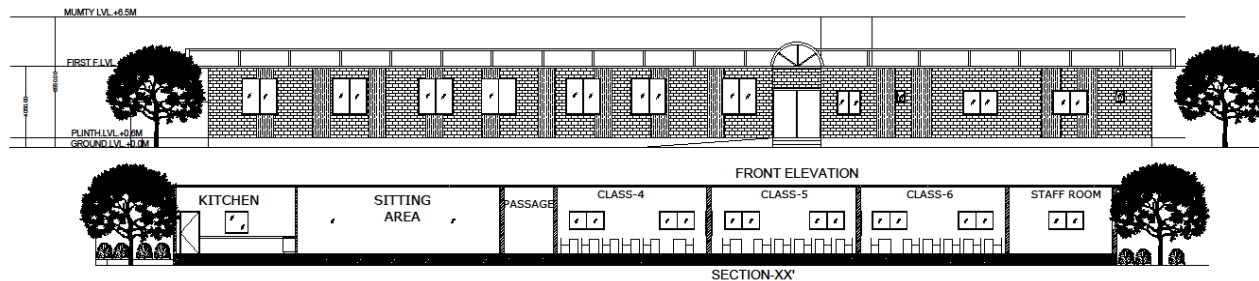 MUMTY LVL.+6.5M
FIRST F.LVL
PLINTH.LVL.+0.6M
GROUND.LVL +0.0M
FRONT ELEVATION
KITCHEN
SITTING
AREA
PASSAGE
CLASS-4
CLASS-5
CLASS-6
STAFF ROOM
SECTION-XX'